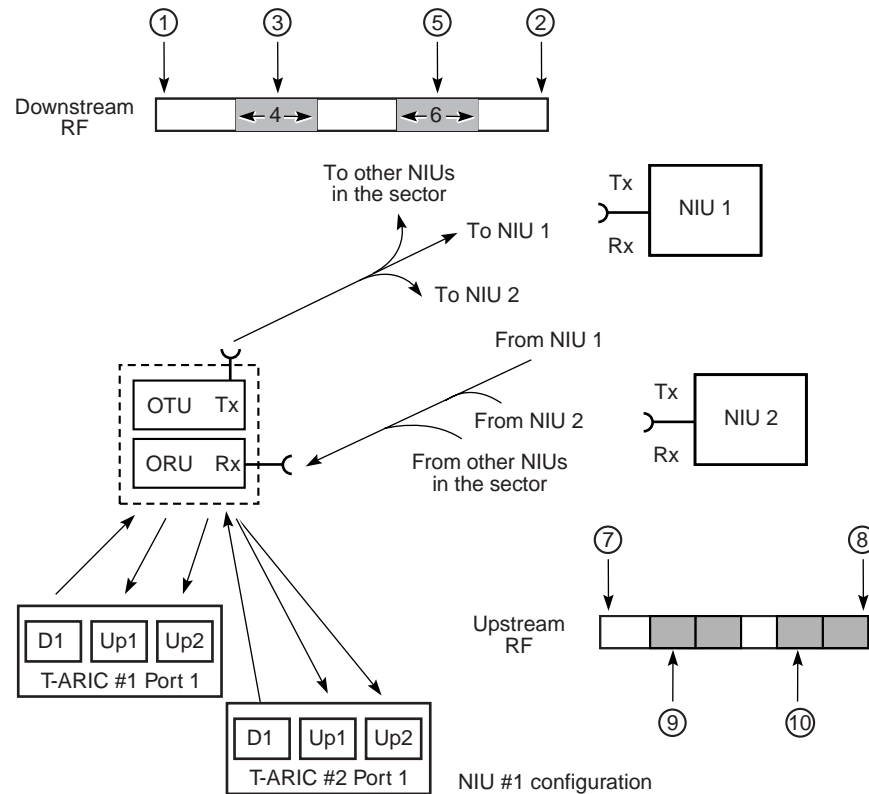 1 3 5 2
Downstream
RF
4 6
To other NIUs
in the sector
To NIU 1
To NIU 2
Tx
Rx
NIU 1
From NIU 1
From NIU 2
From other NIUs
in the sector
Tx
Rx
NIU 2
OTU Tx
ORU Rx
7 8
Upstream
RF
9 10
D1 Up1 Up2
T-ARIC #1 Port 1
D1 Up1 Up2
T-ARIC #2 Port 1
NIU #1 configuration